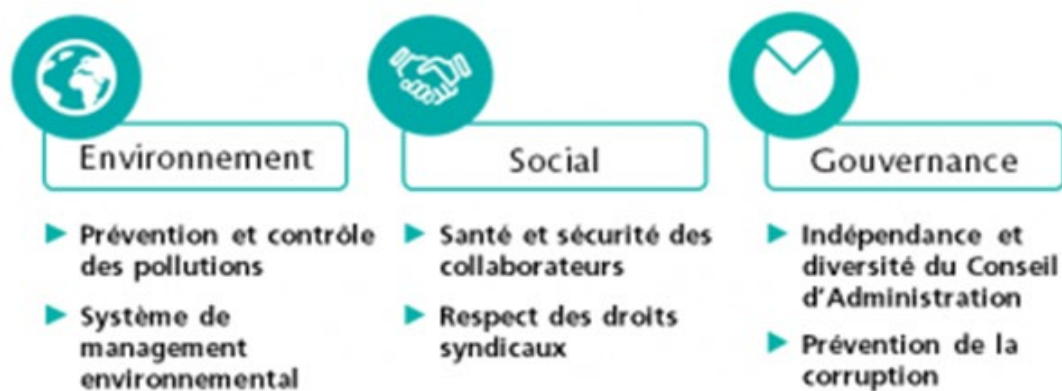 Environnement
Prévention et contrôle
des pollutions
Système de
management
environnemental
Social
Santé et sécurité des
collaborateurs
Respect des droits
syndicaux
Gouvernance
Indépendance et
diversité du Conseil
d'Administration
Prévention de la
corruption